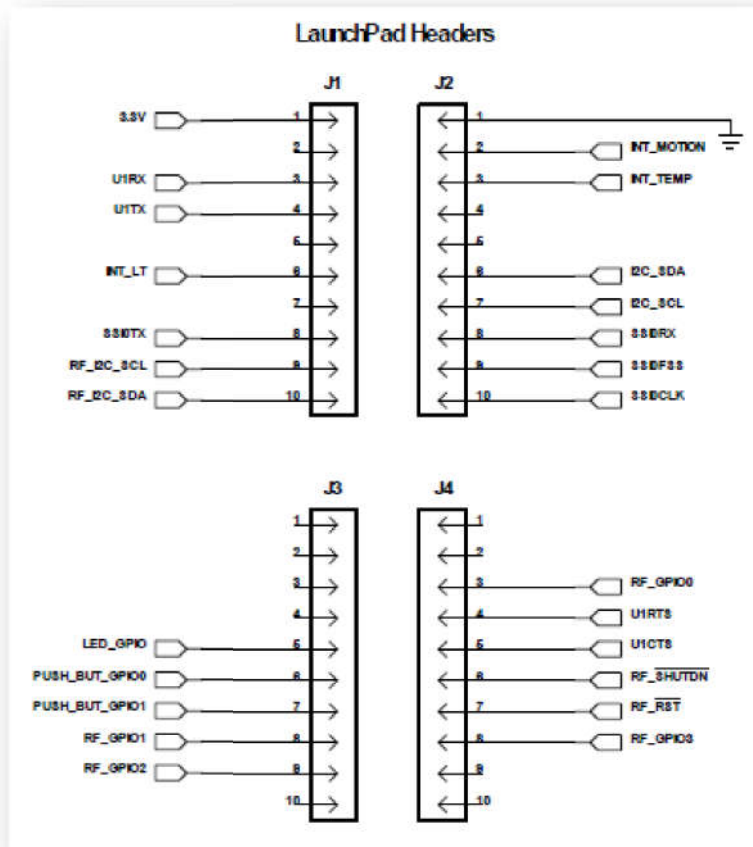 LaunchPad Headers
J1 J2
3.3V 1 1
2 2 INT_MOTION
U1RX 3 3 INT_TEMP
U1TX 4 4
5 5
INT_LT 6 6 I2C_SDA
7 7 I2C_SCL
SSI0TX 8 8 SSI0RX
RF_I2C_SCL 9 9 SSI0FSS
RF_I2C_SDA 10 10 SSI0CLK
J3 J4
1 1
2 2
3 3 RF_GPIO0
4 4 U1RTS
LED_GPIO 5 5 U1CTS
PUSH_BUT_GPIO0 6 6 RF_SHUTDN
PUSH_BUT_GPIO1 7 7 RF_RST
RF_GPIO1 8 8 RF_GPIO3
RF_GPIO2 9 9
10 10